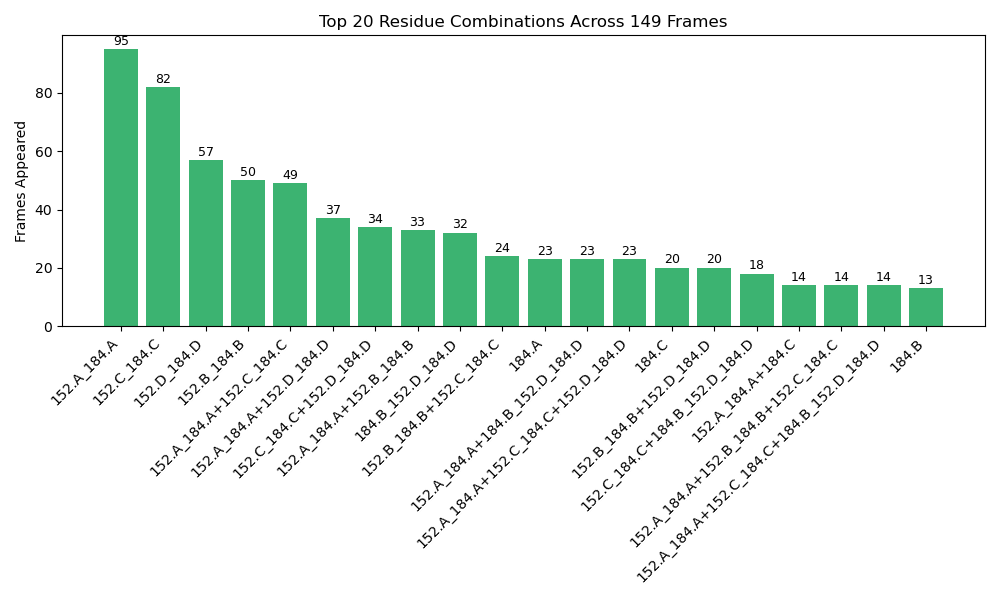 Top 20 Residue Combinations Across 149 Frames
Frames Appeared
80
60
40
20
0
95
82
57
50
49
37
34
33
32
24
23
23
23
20
20
18
14
14
14
13
152.A_184.A
152.C_184.C
152.D_184.D
152.B_184.B
152.A_184.A+152.C_184.C
152.A_184.A+152.D_184.D
152.C_184.C+152.D_184.D
152.A_184.A+152.B_184.B
184.B_152.D_184.D
152.B_184.B+152.C_184.C
184.A
152.A_184.A+184.B_152.D_184.D
152.A_184.A+152.C_184.C+152.D_184.D
184.C
152.B_184.B+152.D_184.D
152.C_184.C+184.B_152.D_184.D
152.A_184.A+184.C
152.A_184.A+152.B_184.B+152.C_184.C
152.A_184.A+152.C_184.C+184.B_152.D_184.D
184.B